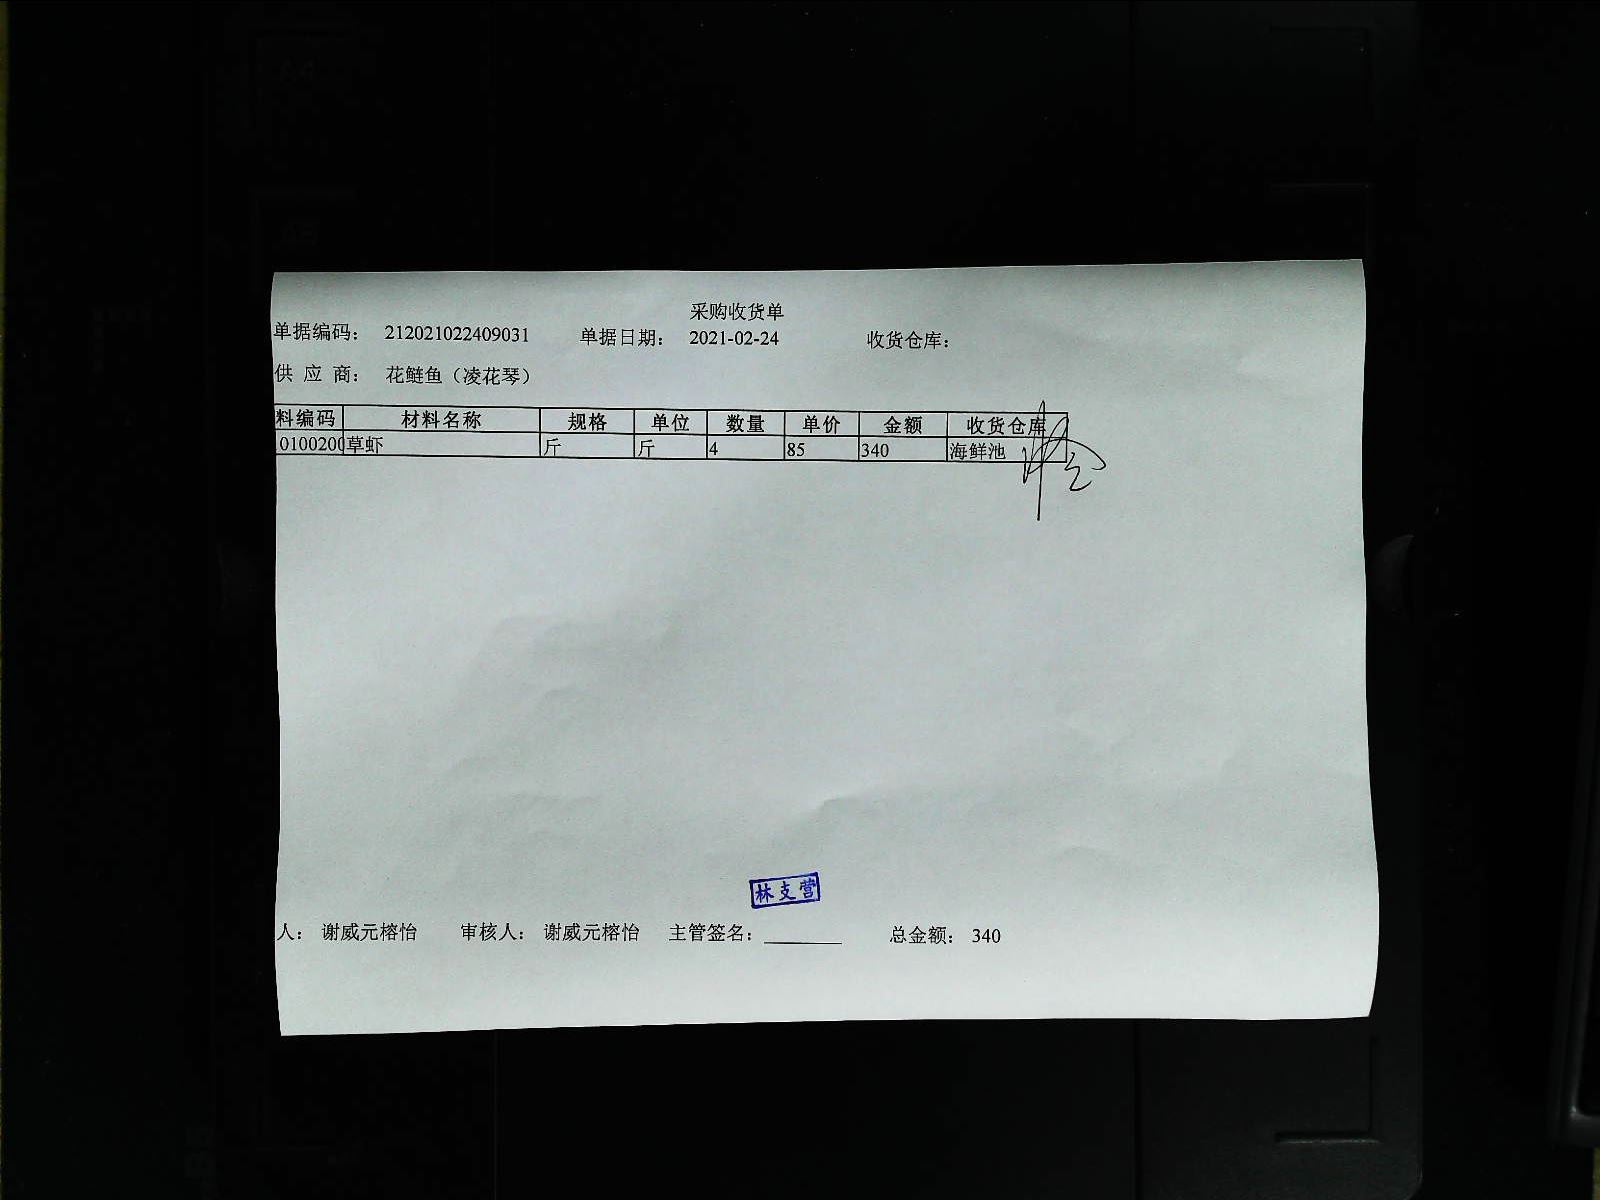 采购收货单
单据编码： 212021022409031 单据日期： 2021-02-24 收货仓库：
供 应 商： 花鲢鱼（凌花琴）
料编码 材料名称 规格 单位 数量 单价 金额 收货仓库
0100200 草虾 斤 斤 4 85 340 海鲜池
林支营
人： 谢威元榕怡 审核人： 谢威元榕怡 主管签名： 总金额： 340